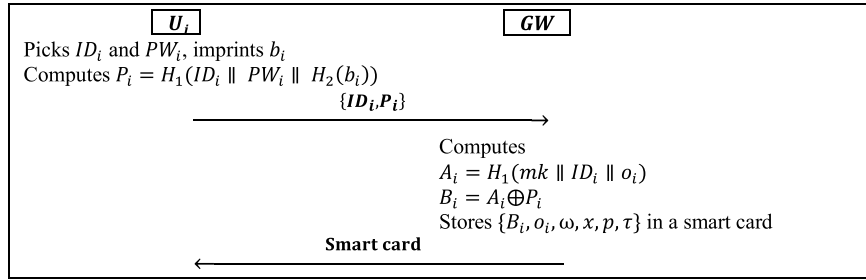 U_i GW
Picks ID_i and PW_i, imprints b_i
Computes P_i = H_1(ID_i ∥ PW_i ∥ H_2(b_i))
{ID_i,P_i}
Computes
A_i = H_1(mk ∥ ID_i ∥ o_i)
B_i = A_i⊕P_i
Stores {B_i, o_i, ω, x, p, τ} in a smart card
Smart card